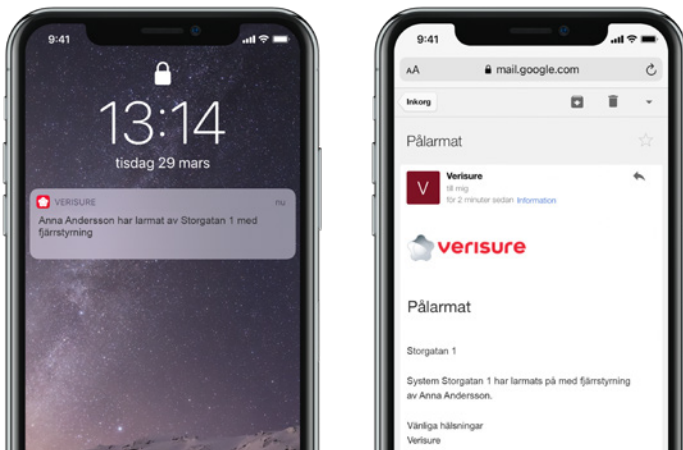 9:41
13:14
tisdag 29 mars
VERISURE nu
Anna Andersson har larmat av Storgatan 1 med
fjärrstyrning
9:41
AA mail.google.com
Inkorg
Pålarmat
V
Verisure
till mig
för 2 minuter sedan Information
verisure
Pålarmat
Storgatan 1
System Storgatan 1 har larmats på med fjärrstyrning
av Anna Andersson.
Vänliga hälsningar
Verisure